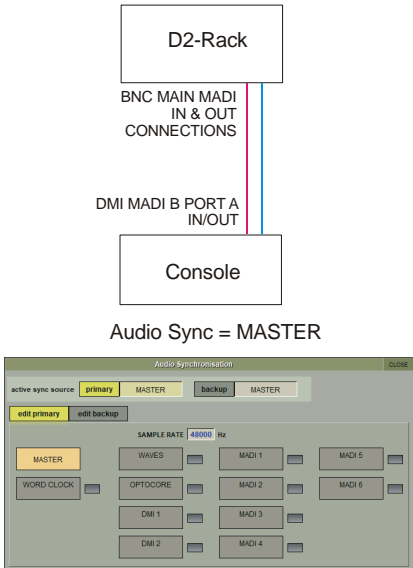 D2-Rack
BNC MAIN MADI
IN & OUT
CONNECTIONS
DMI MADI B PORT A
IN/OUT
Console
Audio Sync = MASTER
Audio Synchronisation CLOSE
active sync source primary MASTER backup MASTER
edit primary edit backup
SAMPLE RATE 48000 Hz
MASTER WAVES MADI 1 MADI 5
WORD CLOCK OPTOCORE MADI 2 MADI 6
DMI 1 MADI 3
DMI 2 MADI 4